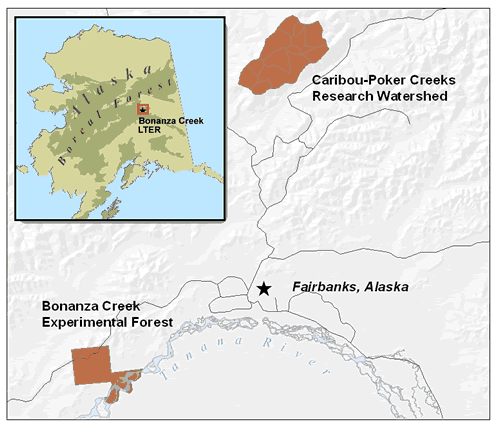 Alaska
Boreal Forest
Bonanza Creek
LTER
Caribou-Poker Creeks
Research Watershed
Fairbanks, Alaska
Bonanza Creek
Experimental Forest
Tanana River